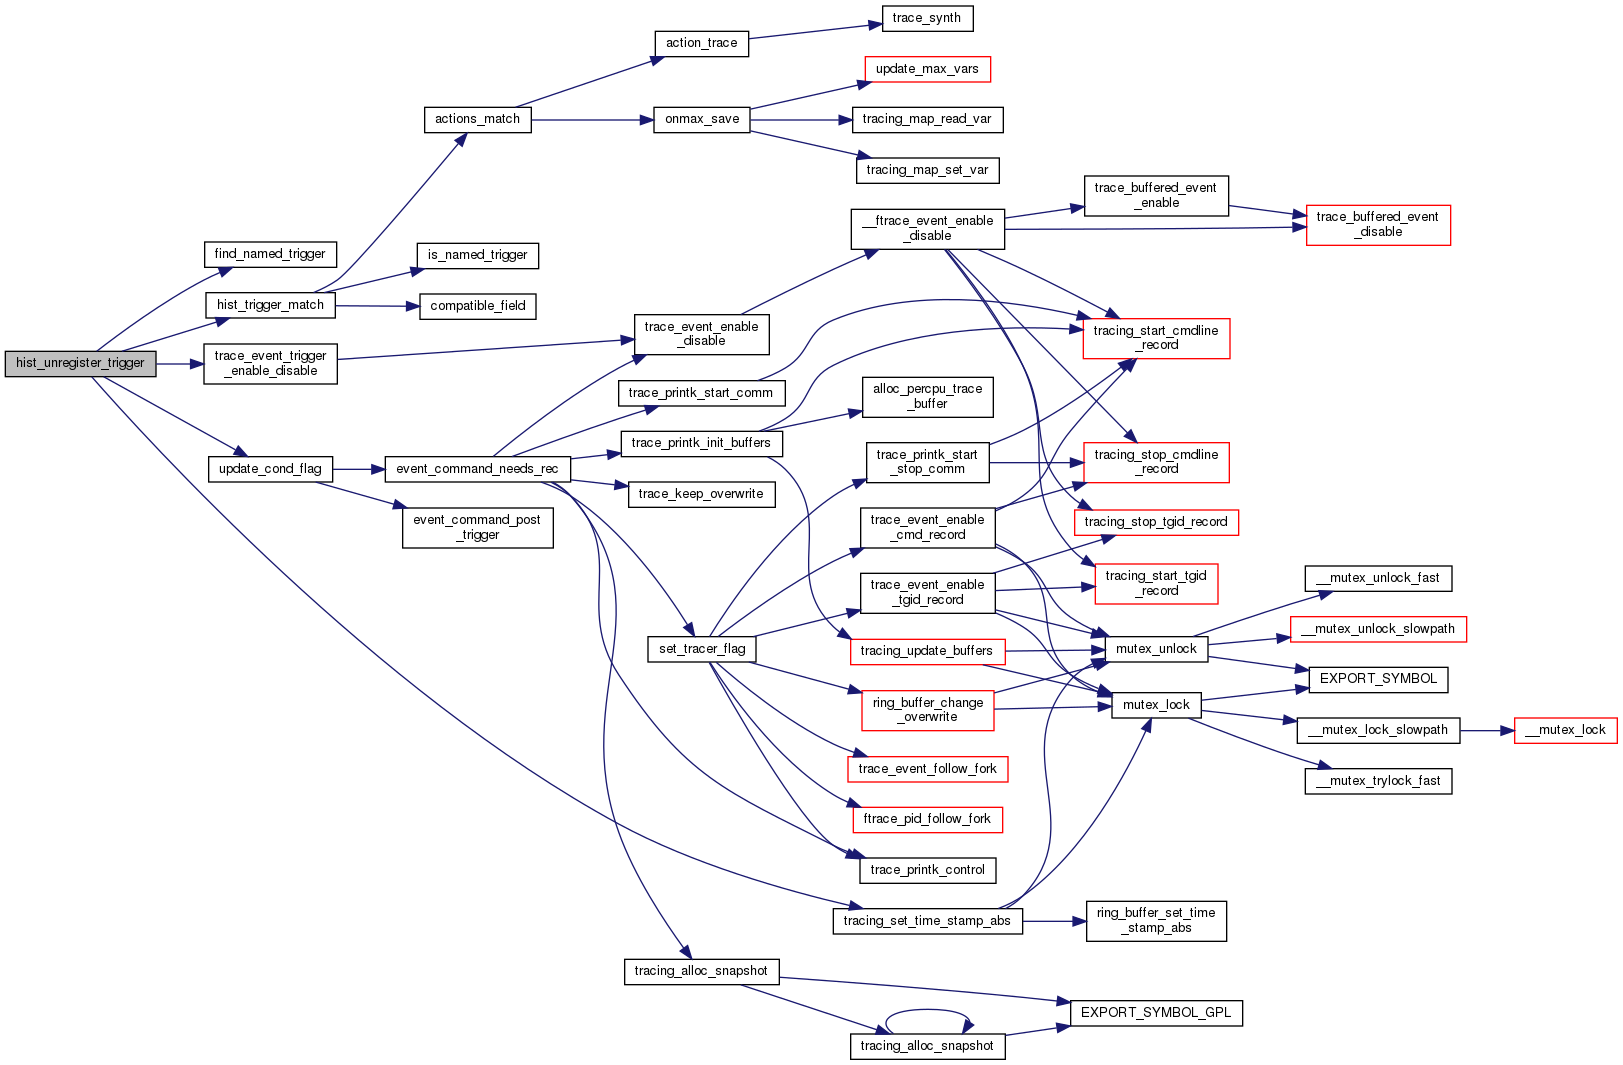 trace_synth
action_trace
update_max_vars
actions_match
onmax_save
tracing_map_read_var
tracing_map_set_var
trace_buffered_event
_enable
__ftrace_event_enable
_disable
trace_buffered_event
_disable
find_named_trigger
is_named_trigger
hist_trigger_match
compatible_field
trace_event_enable
_disable
tracing_start_cmdline
_record
hist_unregister_trigger
trace_event_trigger
_enable_disable
trace_printk_start_comm
alloc_percpu_trace
_buffer
trace_printk_init_buffers
update_cond_flag
event_command_needs_rec
trace_printk_start
_stop_comm
tracing_stop_cmdline
_record
trace_keep_overwrite
event_command_post
_trigger
trace_event_enable
_cmd_record
tracing_stop_tgid_record
trace_event_enable
_tgid_record
tracing_start_tgid
_record
__mutex_unlock_fast
__mutex_unlock_slowpath
set_tracer_flag
tracing_update_buffers
mutex_unlock
EXPORT_SYMBOL
ring_buffer_change
_overwrite
mutex_lock
__mutex_lock_slowpath
__mutex_lock
trace_event_follow_fork
__mutex_trylock_fast
ftrace_pid_follow_fork
trace_printk_control
tracing_set_time_stamp_abs
ring_buffer_set_time
_stamp_abs
tracing_alloc_snapshot
EXPORT_SYMBOL_GPL
tracing_alloc_snapshot